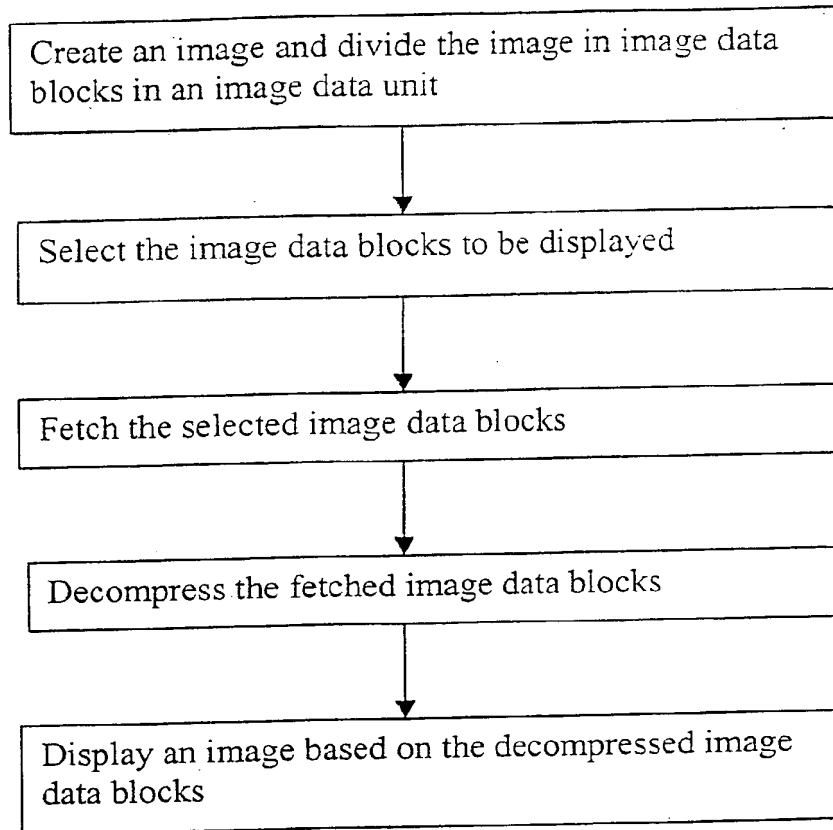 Create an image and divide the image in image data
blocks in an image data unit
Select the image data blocks to be displayed
Fetch the selected image data blocks
Decompress the fetched image data blocks
Display an image based on the decompressed image
data blocks